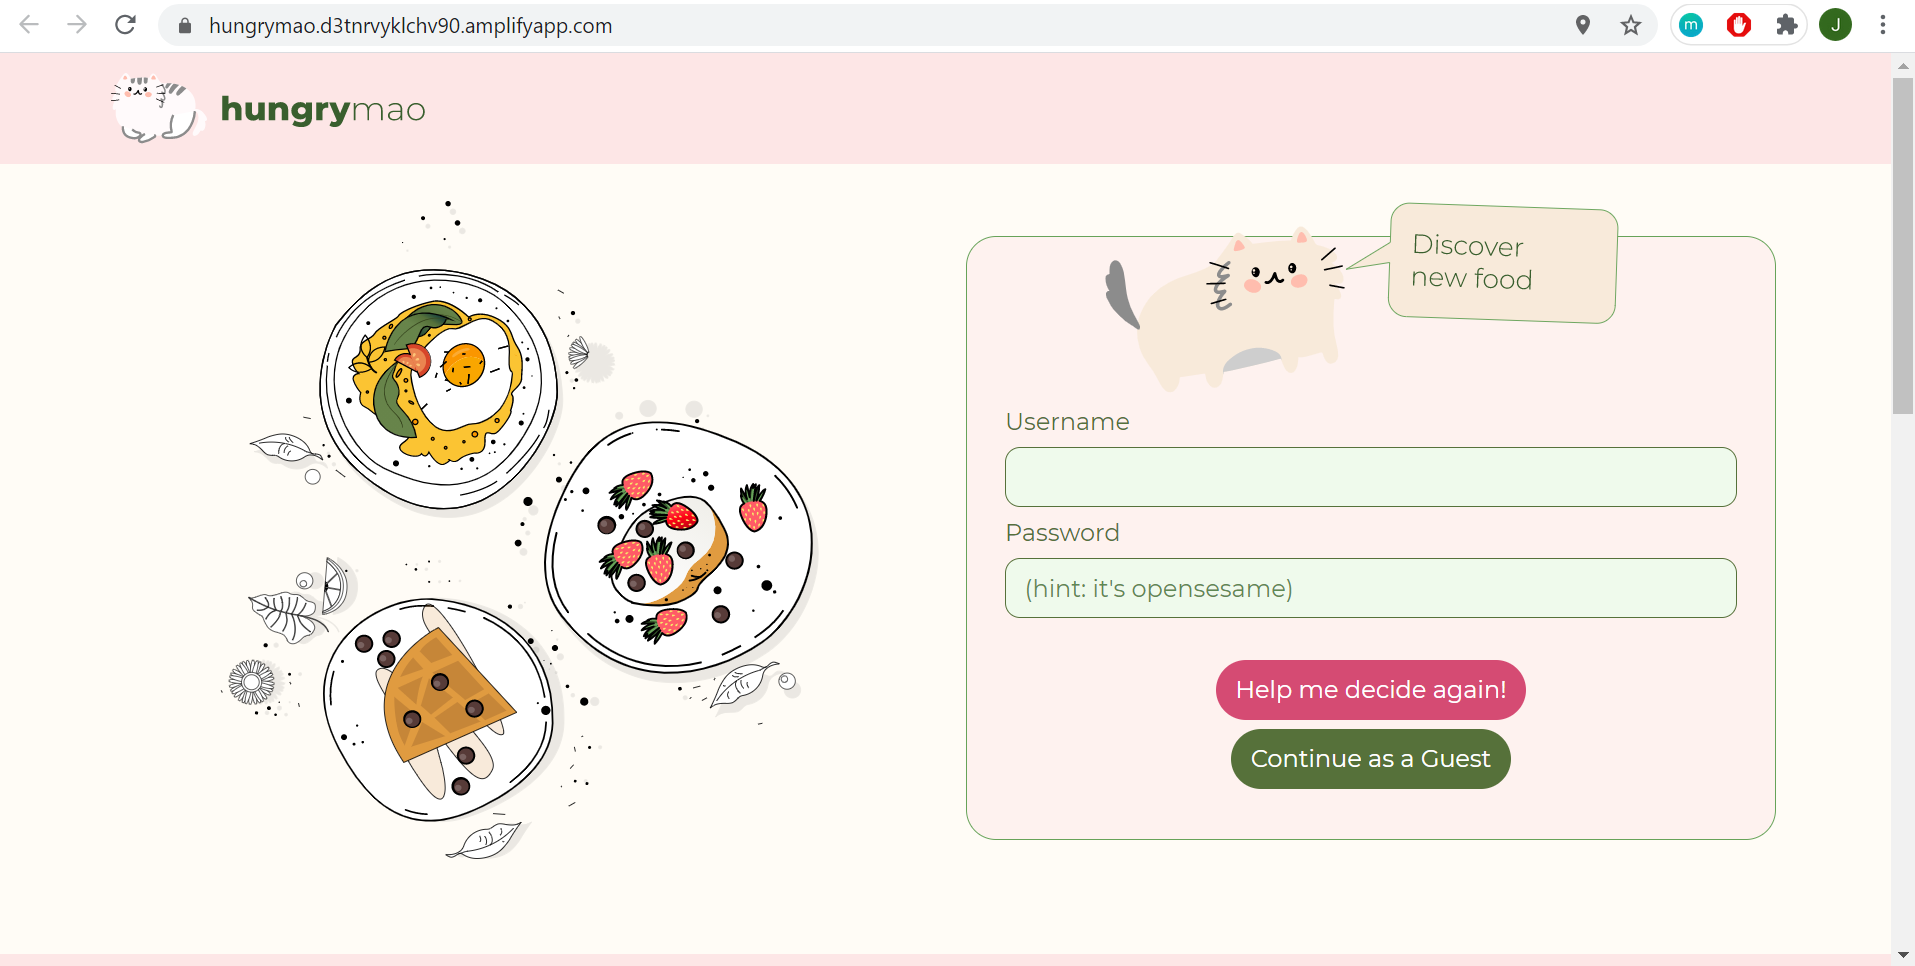 hungrymao.d3tnrvyklchv90.amplifyapp.com
m
J
hungrymao
Discover
new food
Username
Password
(hint: it's opensesame)
Help me decide again!
Continue as a Guest